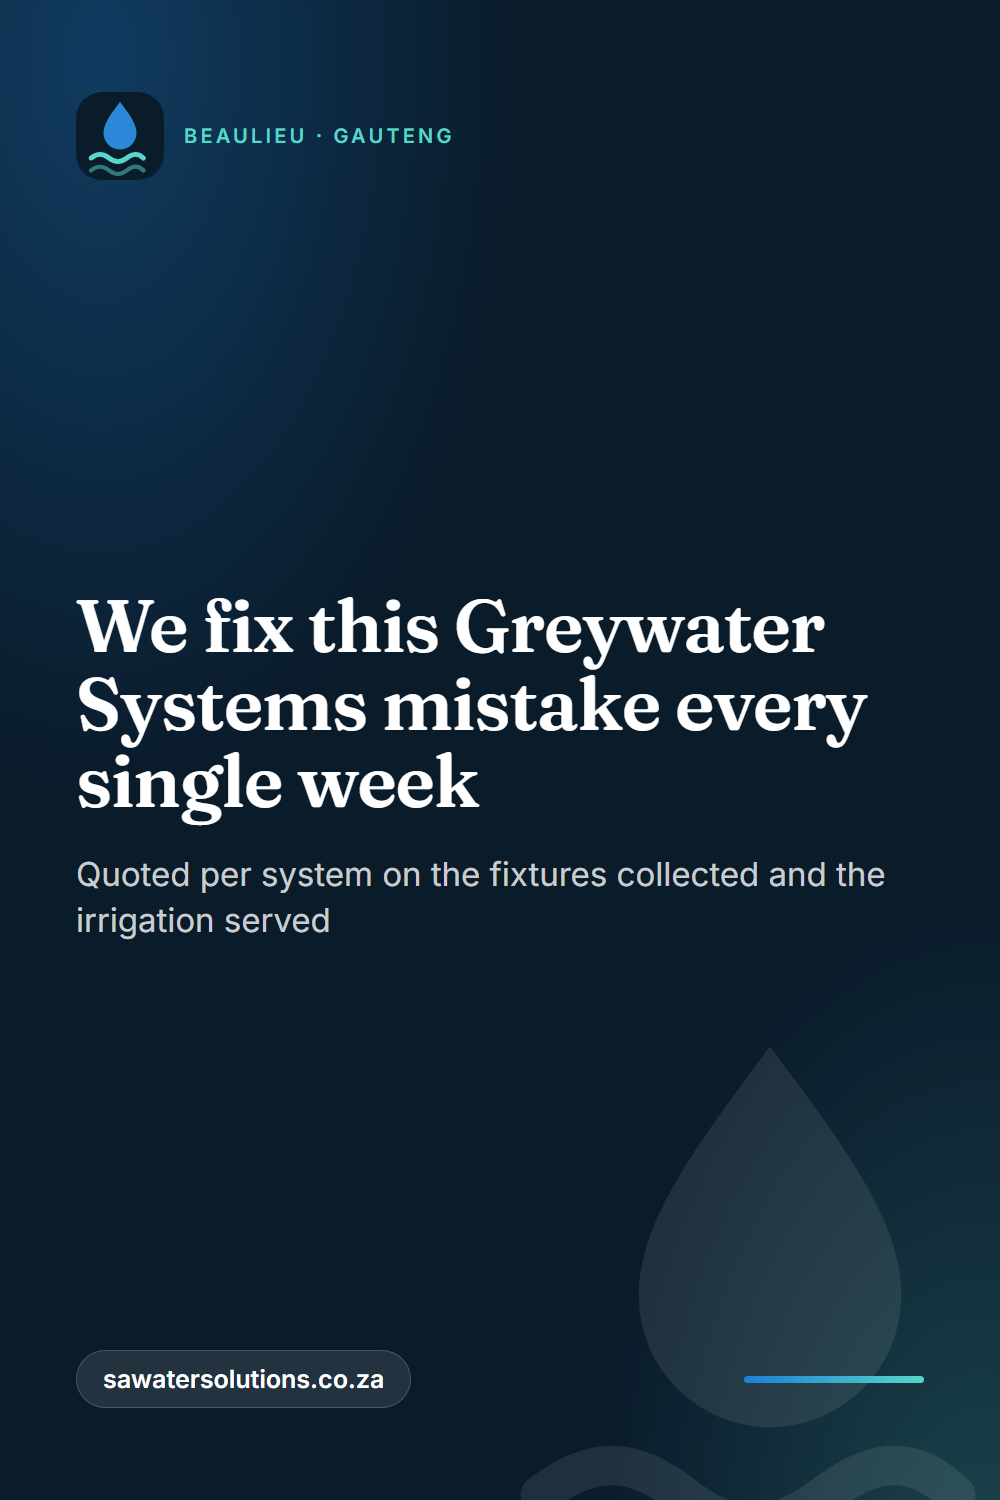 BEAULIEU · GAUTENG
We fix this Greywater
Systems mistake every
single week
Quoted per system on the fixtures collected and the
irrigation served
sawatersolutions.co.za